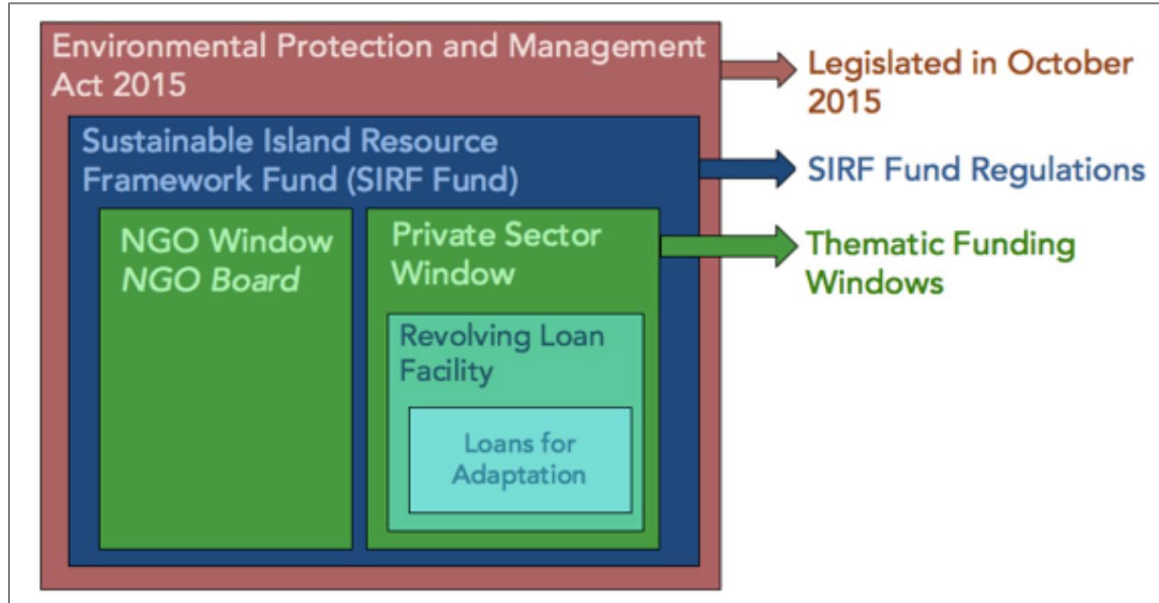 Environmental Protection and Management
Act 2015
Legislated in October
2015
Sustainable Island Resource
Framework Fund (SIRF Fund)
SIRF Fund Regulations
NGO Window
NGO Board
Private Sector
Window
Thematic Funding
Windows
Revolving Loan
Facility
Loans for
Adaptation